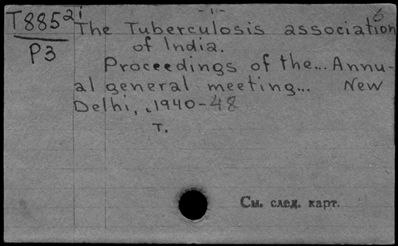 T885 2i -1- 6
P3
The Tuberculosis association
of India.
Proceedings of the... Annu-
al general meeting... New
Delhi, 1940-48
T.
См. след. карт.